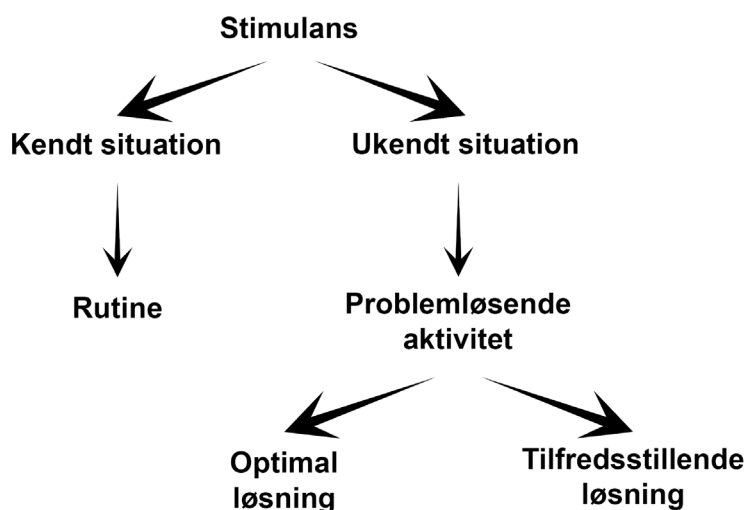 Stimulans
Kendt situation
Ukendt situation
Rutine
Problemløsende
aktivitet
Optimal
løsning
Tilfredsstillende
løsning